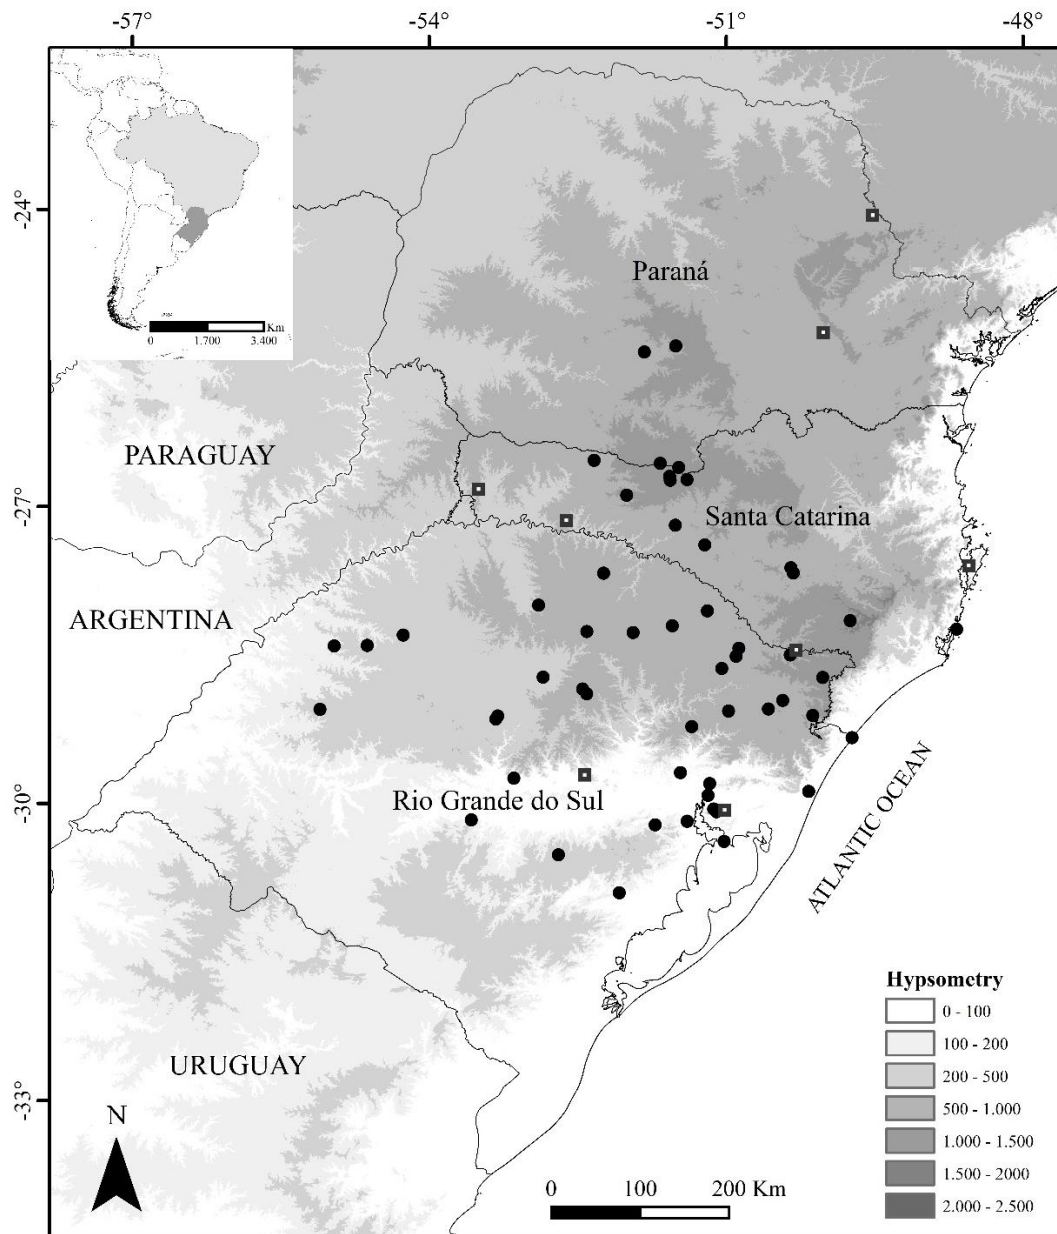 -57°
-54°
-51°
-48°
-24°
-27°
-30°
-33°
Km
0
1.700
3.400
Paraná
PARAGUAY
Santa Catarina
ARGENTINA
Rio Grande do Sul
ATLANTIC OCEAN
URUGUAY
N
0
100
200 Km
Hypsometry
0 - 100
100 - 200
200 - 500
500 - 1.000
1.000 - 1.500
1.500 - 2000
2.000 - 2.500